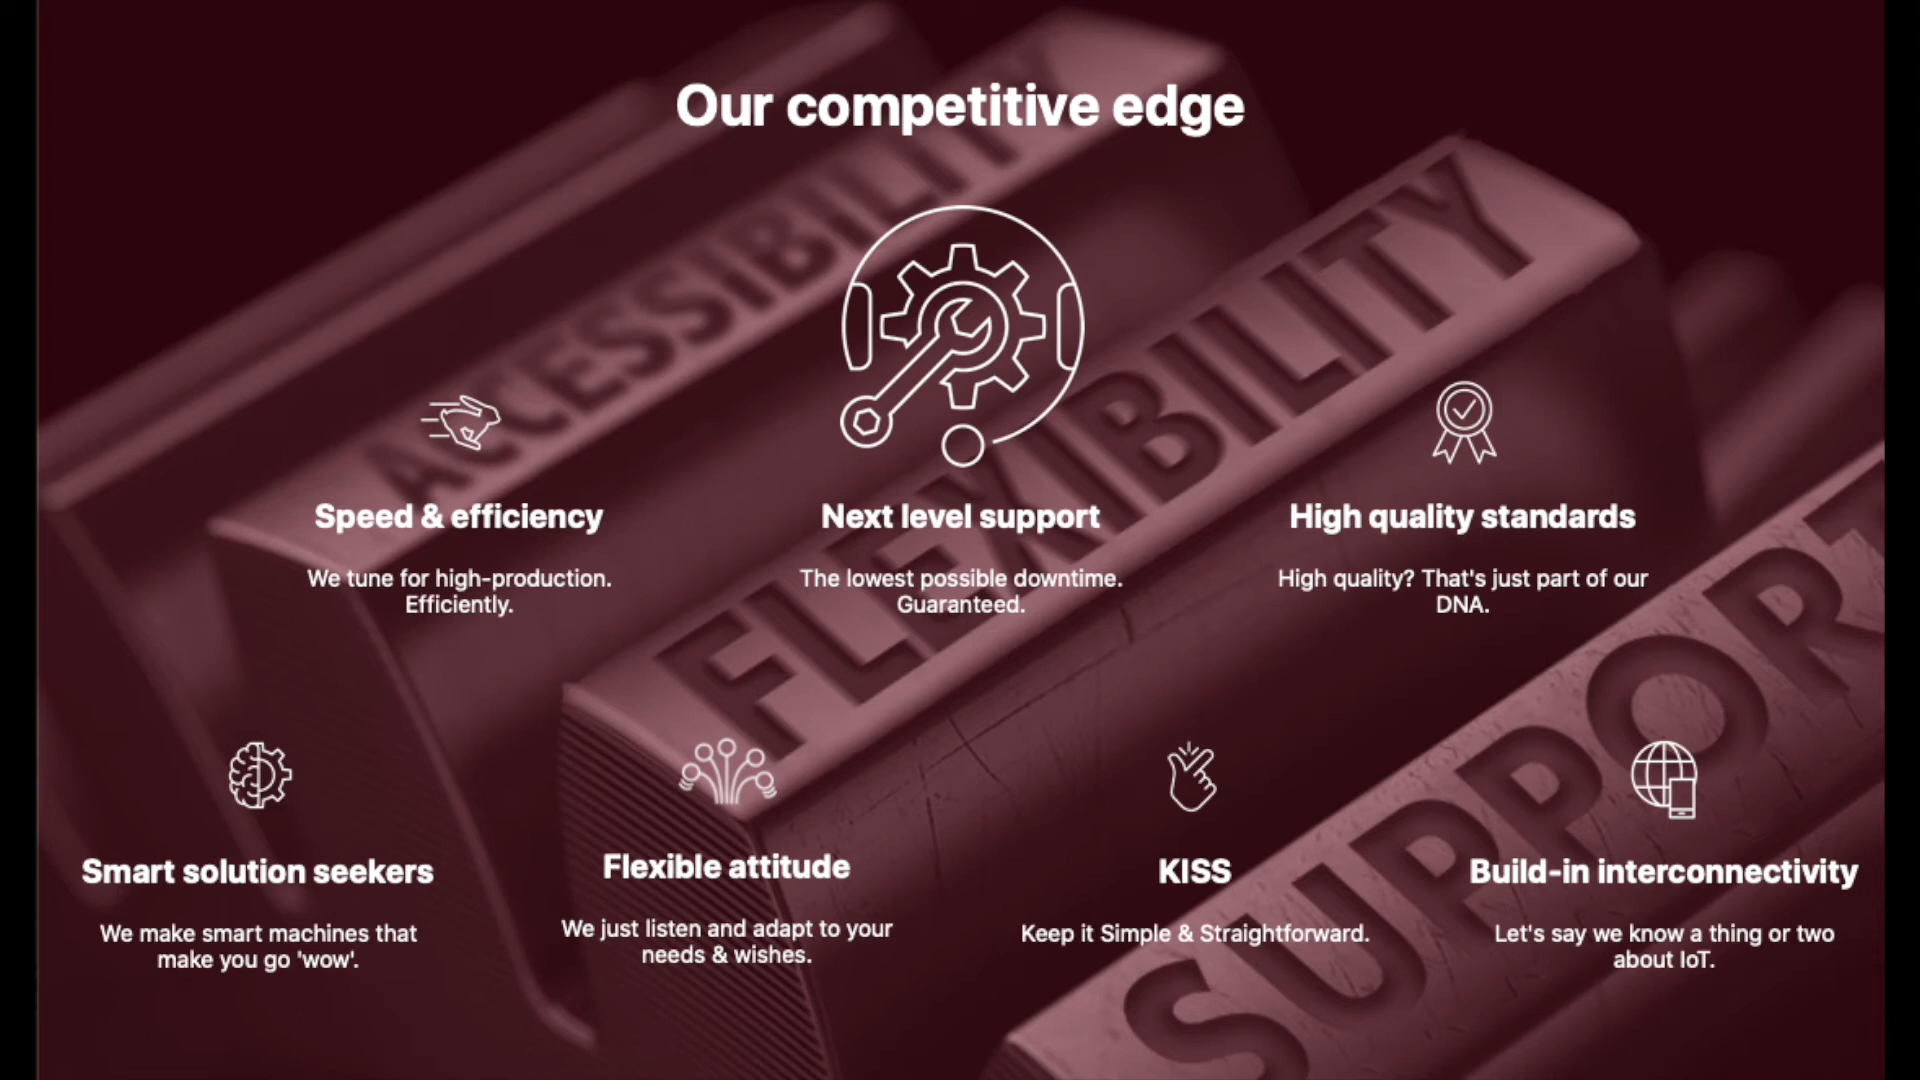 Our competitive edge
ACCESSIBILITY
FLEXIBILITY
SUPPORT
Speed & efficiency
We tune for high-production.
Efficiently.
Next level support
The lowest possible downtime.
Guaranteed.
High quality standards
High quality? That's just part of our
DNA.
Smart solution seekers
We make smart machines that
make you go 'wow'.
Flexible attitude
We just listen and adapt to your
needs & wishes.
KISS
Keep it Simple & Straightforward.
Build-in interconnectivity
Let's say we know a thing or two
about IoT.